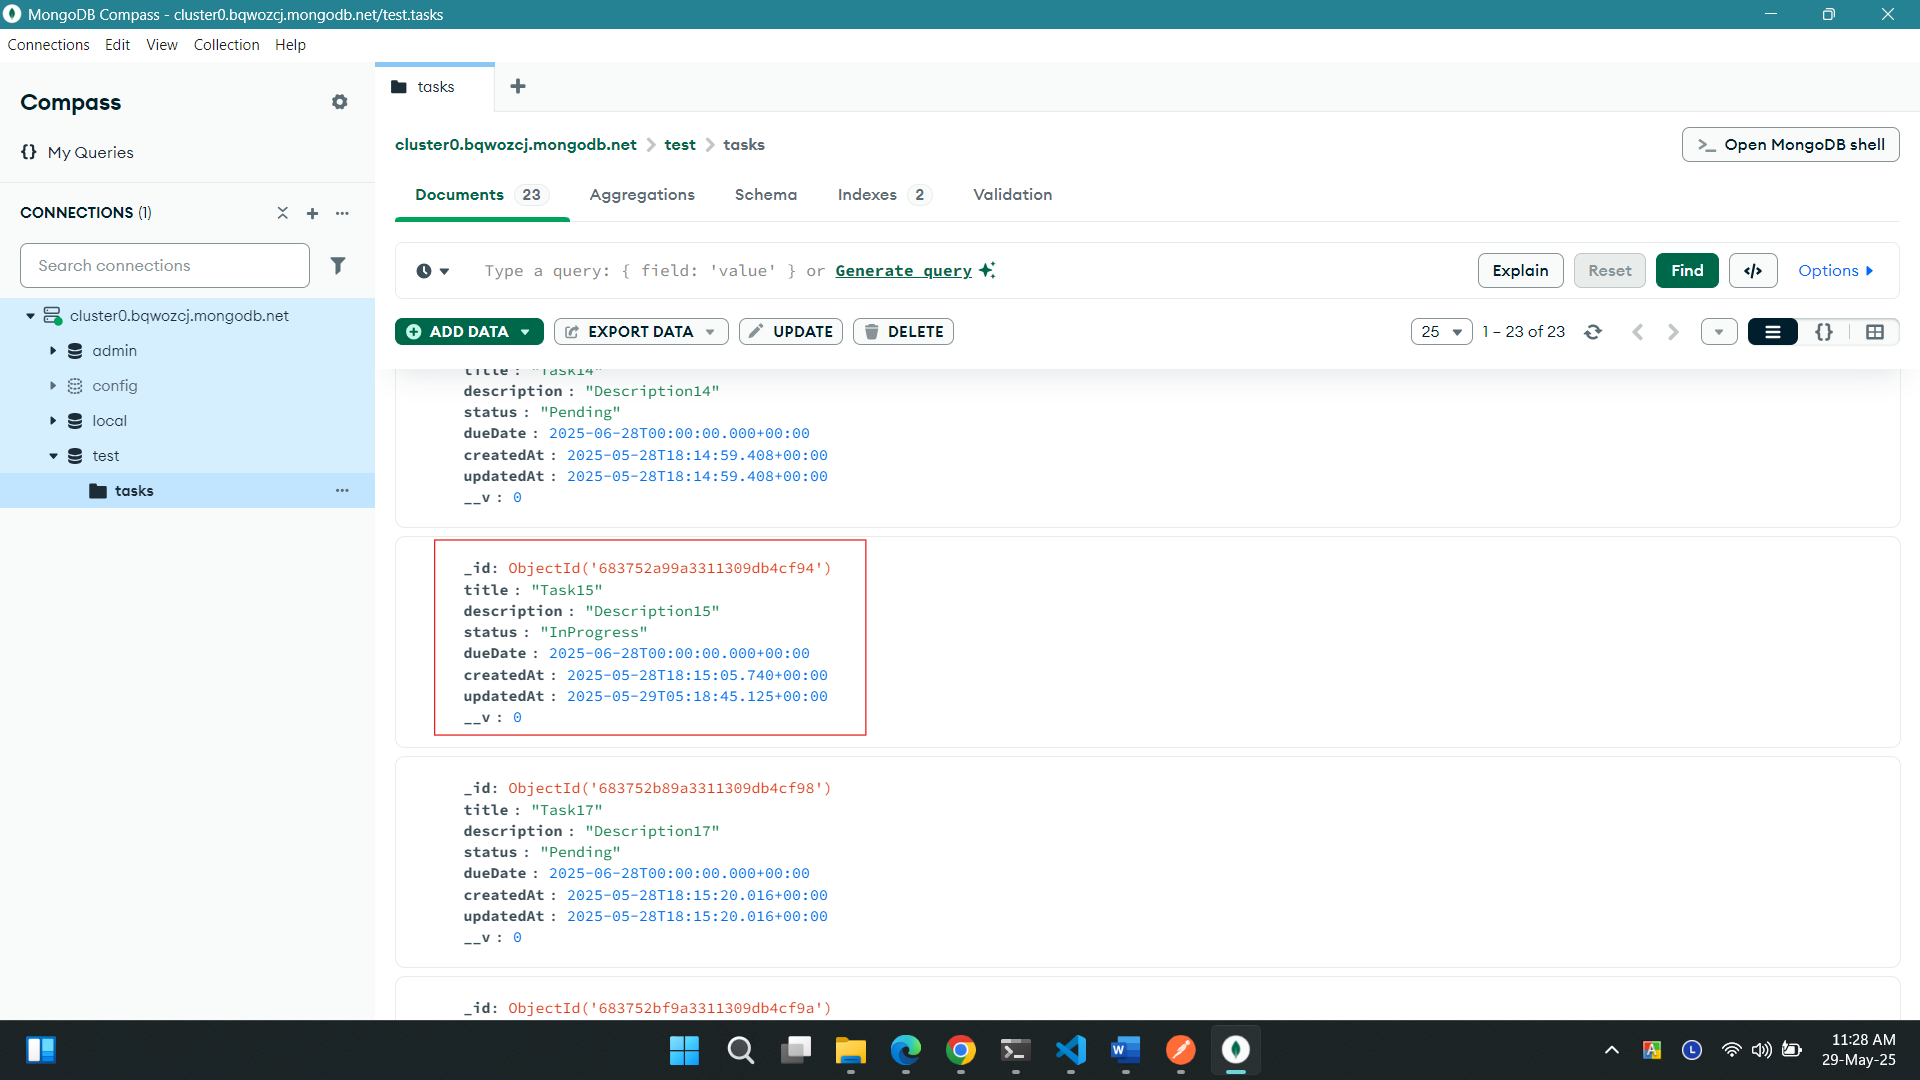 MongoDB Compass - cluster0.bqwozcj.mongodb.net/test.tasks
Connections Edit View Collection Help
Compass
tasks
My Queries
cluster0.bqwozcj.mongodb.net > test > tasks
>_ Open MongoDB shell
Documents 23 Aggregations Schema Indexes 2 Validation
CONNECTIONS (1)
Search connections
Type a query: { field: 'value' } or Generate query
Explain Reset Find </> Options
cluster0.bqwozcj.mongodb.net
admin
config
local
test
tasks
ADD DATA EXPORT DATA UPDATE DELETE
25 1 – 23 of 23 {}
title : "Task14"
description : "Description14"
status : "Pending"
dueDate : 2025-06-28T00:00:00.000+00:00
createdAt : 2025-05-28T18:14:59.408+00:00
updatedAt : 2025-05-28T18:14:59.408+00:00
__v : 0
_id: ObjectId('683752a99a3311309db4cf94')
title : "Task15"
description : "Description15"
status : "InProgress"
dueDate : 2025-06-28T00:00:00.000+00:00
createdAt : 2025-05-28T18:15:05.740+00:00
updatedAt : 2025-05-29T05:18:45.125+00:00
__v : 0
_id: ObjectId('683752b89a3311309db4cf98')
title : "Task17"
description : "Description17"
status : "Pending"
dueDate : 2025-06-28T00:00:00.000+00:00
createdAt : 2025-05-28T18:15:20.016+00:00
updatedAt : 2025-05-28T18:15:20.016+00:00
__v : 0
_id: ObjectId('683752bf9a3311309db4cf9a')
11:28 AM
29-May-25